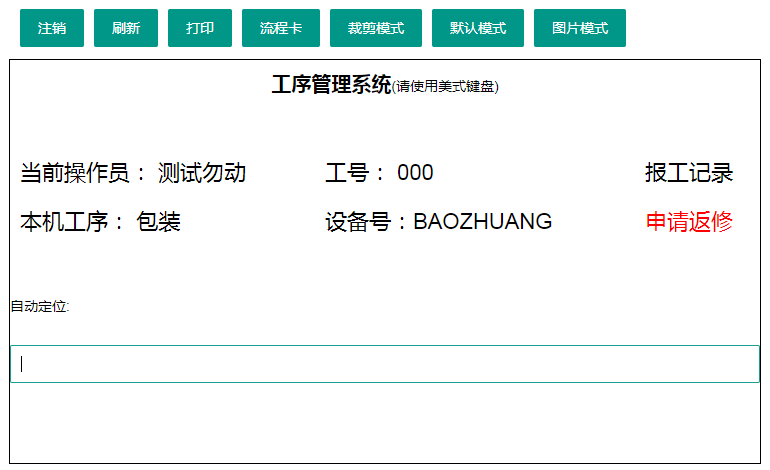 注销 刷新 打印 流程卡 裁剪模式 默认模式 图片模式
工序管理系统(请使用美式键盘)
当前操作员： 测试勿动 工号： 000 报工记录
本机工序： 包装 设备号：BAOZHUANG 申请返修
自动定位: